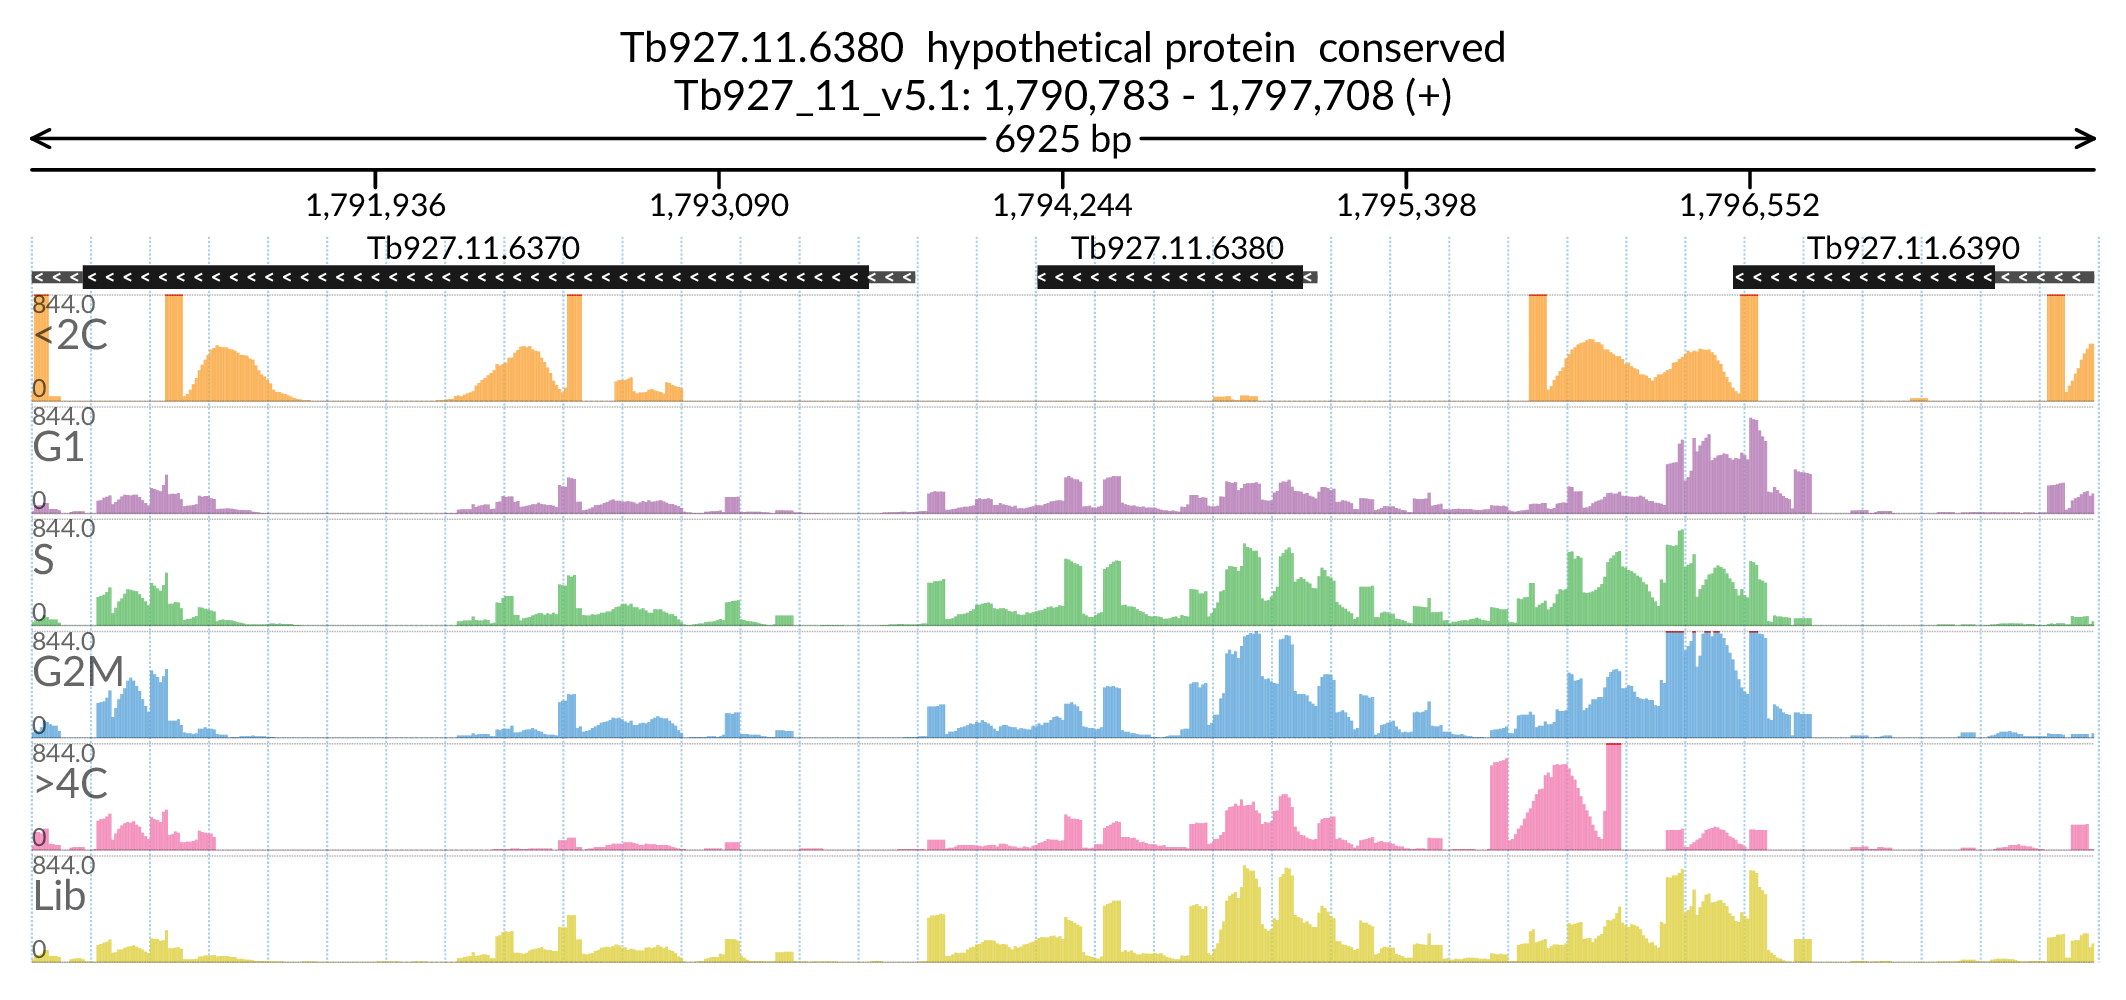 Tb927.11.6380 hypothetical protein conserved
Tb927_11_v5.1: 1,790,783 - 1,797,708 (+)
6925 bp
1,791,936 1,793,090 1,794,244 1,795,398 1,796,552
Tb927.11.6370 Tb927.11.6380 Tb927.11.6390
844.0
<2C
0
844.0
G1
0
844.0
S
0
844.0
G2M
0
844.0
>4C
0
844.0
Lib
0